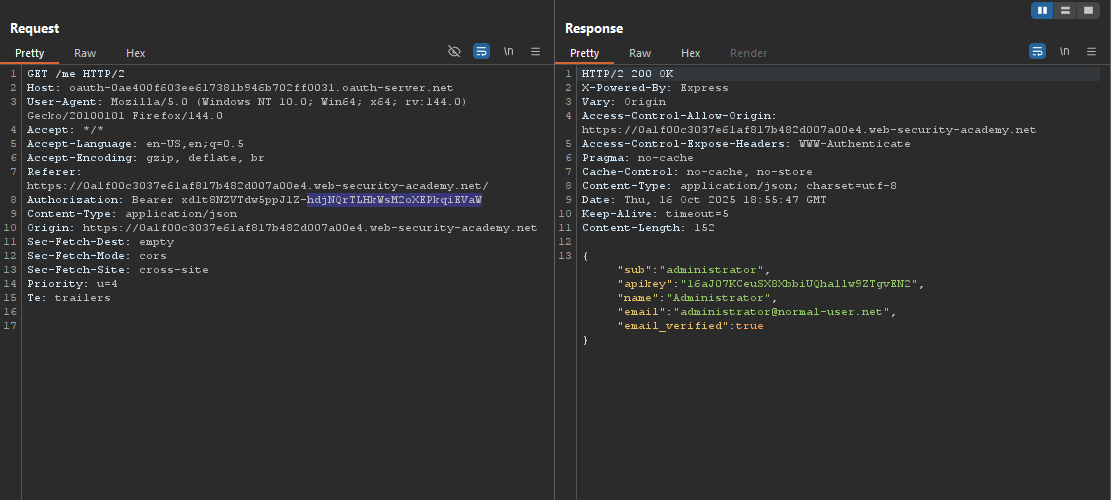 Request
Pretty Raw Hex
\n
1 GET /me HTTP/2
2 Host: oauth-0ae400f603ee617381b946b702ff0031.oauth-server.net
3 User-Agent: Mozilla/5.0 (Windows NT 10.0; Win64; x64; rv:144.0)
Gecko/20100101 Firefox/144.0
4 Accept: */*
5 Accept-Language: en-US,en;q=0.5
6 Accept-Encoding: gzip, deflate, br
7 Referer:
https://0a1f00c3037e61af817b482d007a00e4.web-security-academy.net/
8 Authorization: Bearer xdlt8NZVTdw5ppJlZ-hdjNQrTLHkWsM2oXEPkqiEVaW
9 Content-Type: application/json
10 Origin: https://0a1f00c3037e61af817b482d007a00e4.web-security-academy.net
11 Sec-Fetch-Dest: empty
12 Sec-Fetch-Mode: cors
13 Sec-Fetch-Site: cross-site
14 Priority: u=4
15 Te: trailers
16
17
Response
Pretty Raw Hex Render
\n
1 HTTP/2 200 OK
2 X-Powered-By: Express
3 Vary: Origin
4 Access-Control-Allow-Origin:
https://0a1f00c3037e61af817b482d007a00e4.web-security-academy.net
5 Access-Control-Expose-Headers: WWW-Authenticate
6 Pragma: no-cache
7 Cache-Control: no-cache, no-store
8 Content-Type: application/json; charset=utf-8
9 Date: Thu, 16 Oct 2025 18:55:47 GMT
10 Keep-Alive: timeout=5
11 Content-Length: 152
12
13 {
"sub":"administrator",
"apikey":"l6aJ07KCeuSX8XbbiUQhallw9ZTgvEN2",
"name":"Administrator",
"email":"administrator@normal-user.net",
"email_verified":true
}